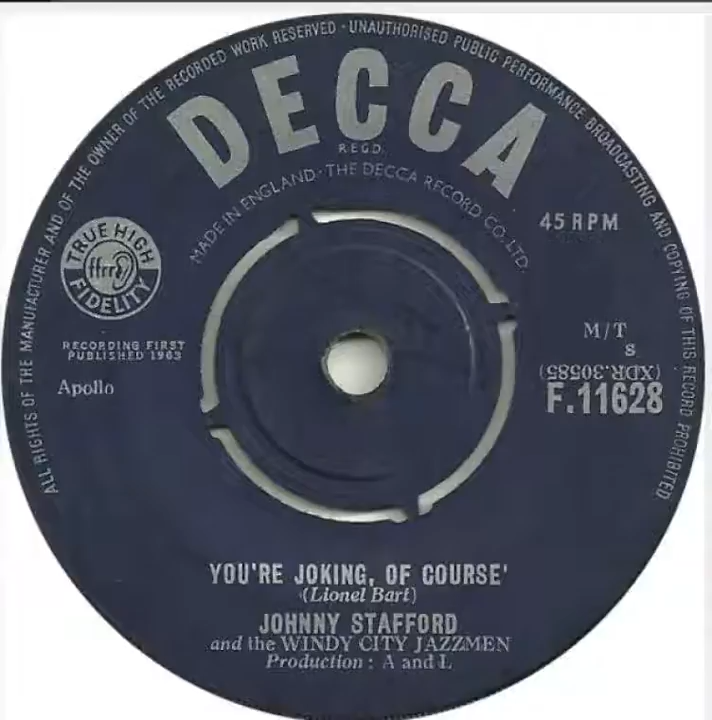 ALL RIGHTS OF THE MANUFACTURER AND OF THE OWNER OF THE RECORDED WORK RESERVED · UNAUTHORISED PUBLIC PERFORMANCE BROADCASTING AND COPYING OF THIS RECORD PROHIBITED
DECCA
REGD.
MADE IN ENGLAND · THE DECCA RECORD CO. LTD.
45 RPM
TRUE HIGH
ffrr
FIDELITY
RECORDING FIRST
PUBLISHED 1963
Apollo
M/T
S
(XDR.30585)
F.11628
YOU'RE JOKING, OF COURSE'
(Lionel Bart)
JOHNNY STAFFORD
and the WINDY CITY JAZZMEN
Production : A and L